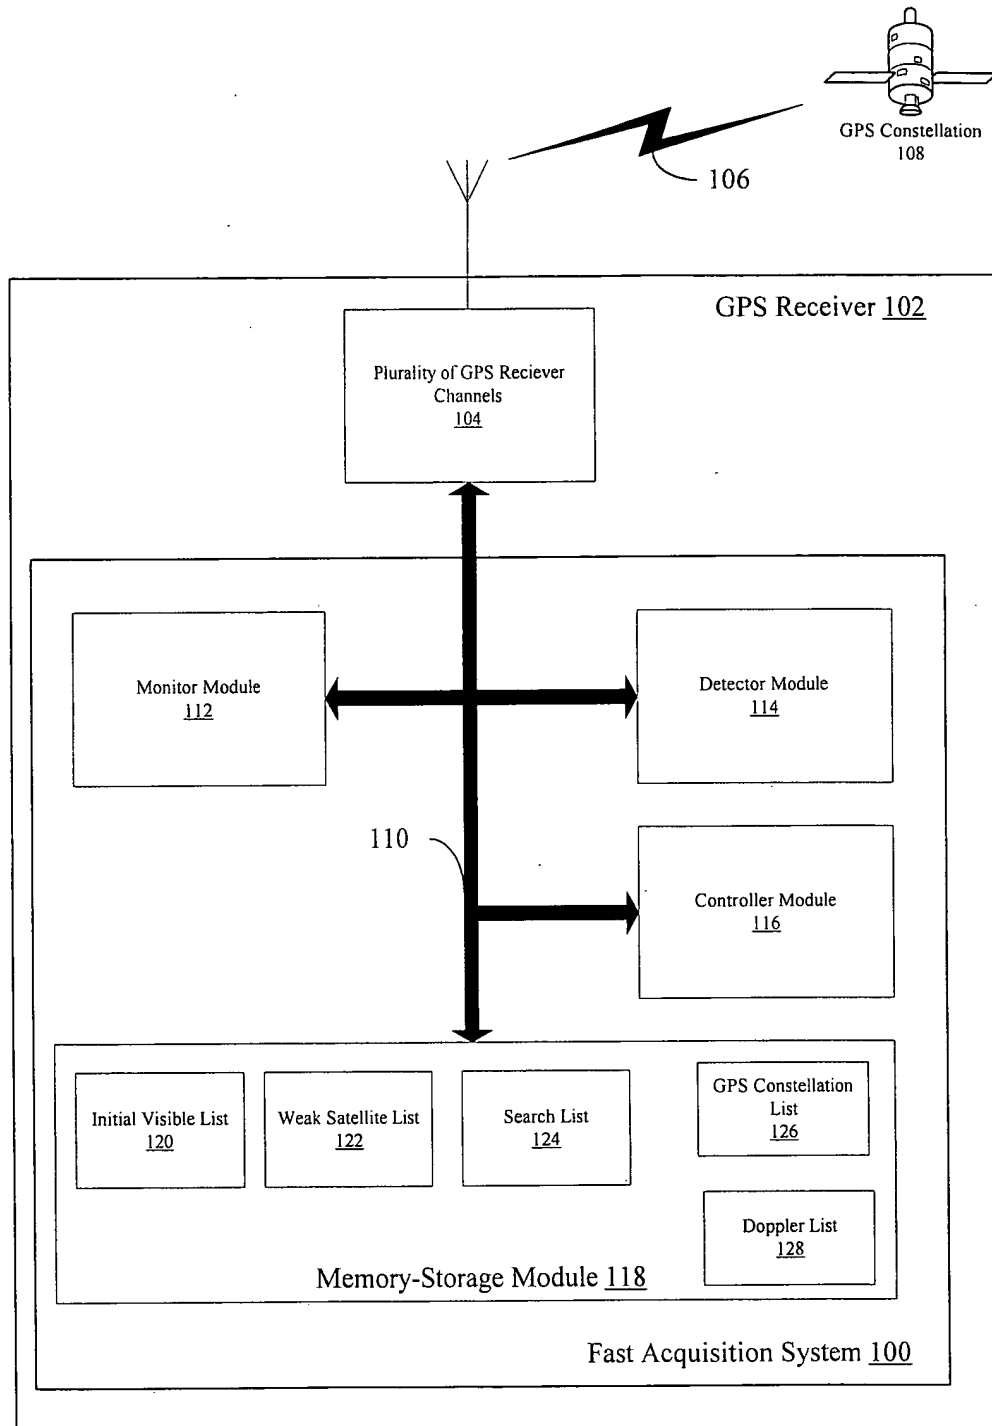 GPS Constellation
108
106
GPS Receiver 102
Plurality of GPS Reciever
Channels
104
Monitor Module
112
Detector Module
114
110
Controller Module
116
Initial Visible List
120
Weak Satellite List
122
Search List
124
GPS Constellation
List
126
Doppler List
128
Memory-Storage Module 118
Fast Acquisition System 100